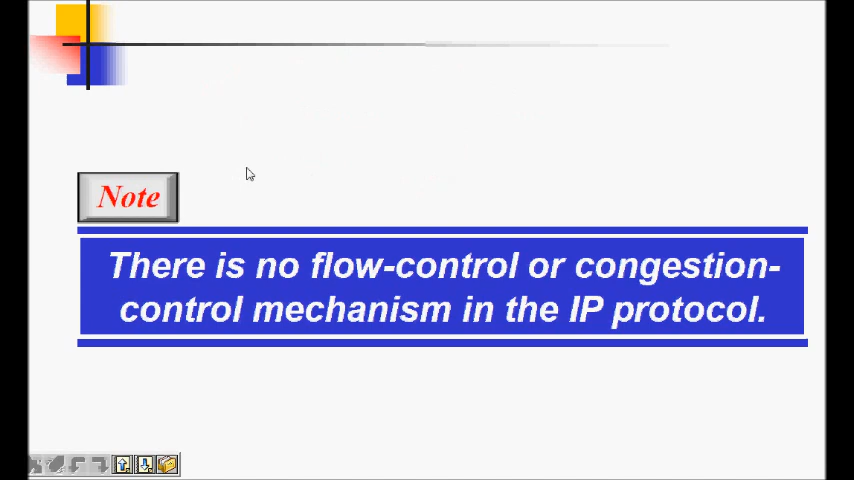 Note
There is no flow-control or congestion-
control mechanism in the IP protocol.